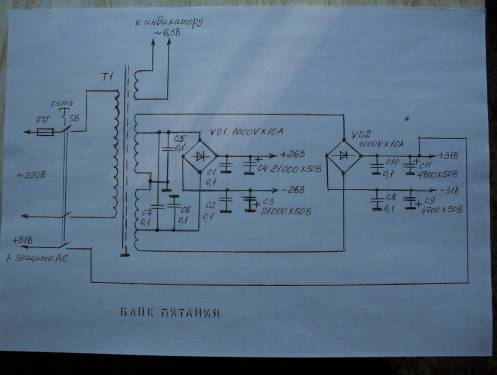 к индикатору
~6,3В
Т1
сеть
FU
SB
C5
0,1
VD1 1000V×10A
VD2
1000V×10A
+26В
C1
0,1
C4 21000×50В
+31В
C10
0,1
C11
4700×50В
~220В
-26В
-31В
C7
0,1
C6
0,1
C2
0,1
C3
21000×50В
C8
0,1
C9
4700×50В
+31В
к защите АС
БЛОК ПИТАНИЯ